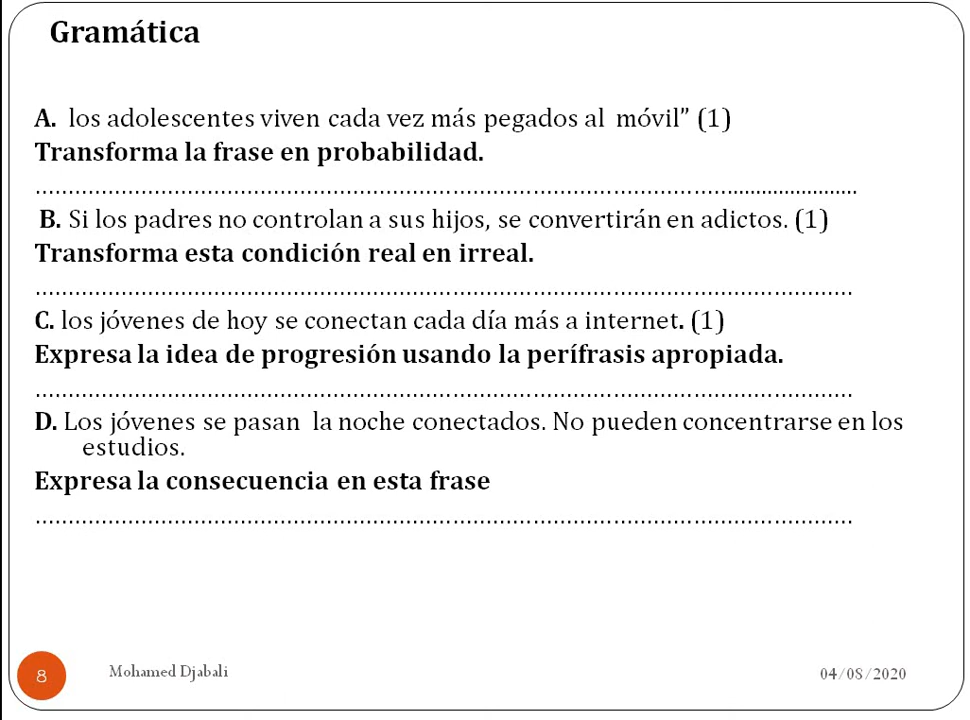 Gramática
A. los adolescentes viven cada vez más pegados al móvil” (1)
Transforma la frase en probabilidad.
................................................................................................................................
B. Si los padres no controlan a sus hijos, se convertirán en adictos. (1)
Transforma esta condición real en irreal.
................................................................................................................................
C. los jóvenes de hoy se conectan cada día más a internet. (1)
Expresa la idea de progresión usando la perífrasis apropiada.
................................................................................................................................
D. Los jóvenes se pasan la noche conectados. No pueden concentrarse en los
estudios.
Expresa la consecuencia en esta frase
................................................................................................................................
8 Mohamed Djabali 04/08/2020